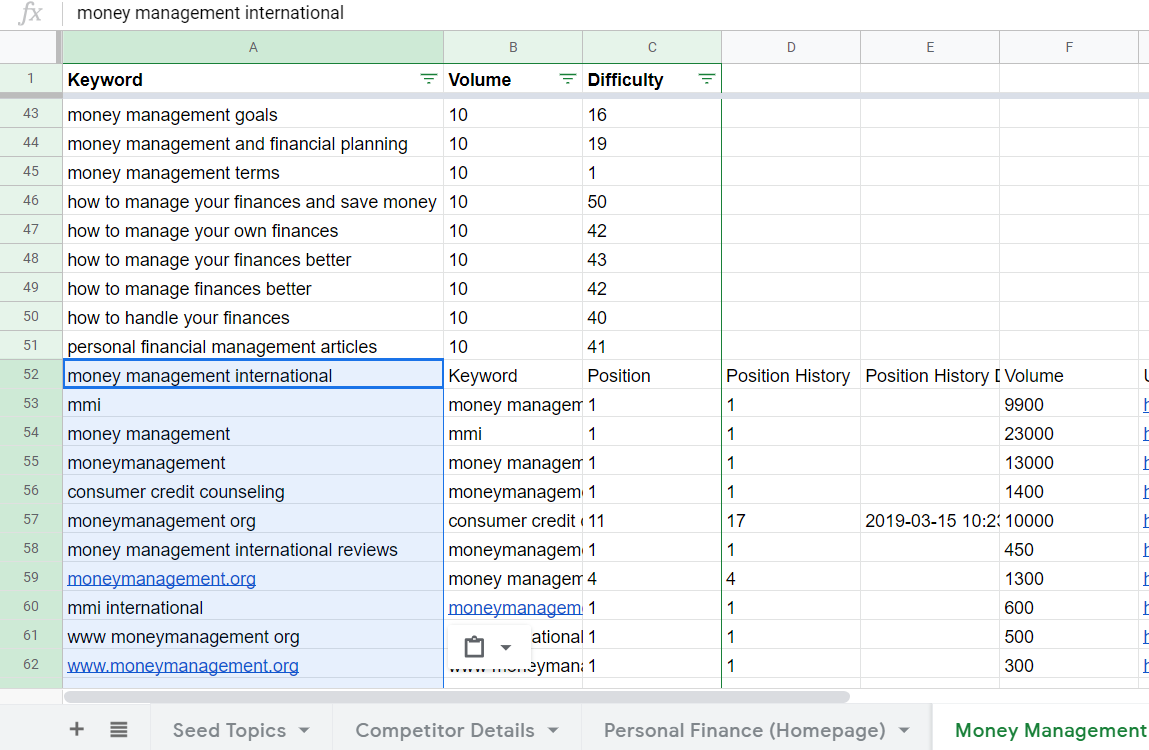 fx money management international
A B C D E F
1 Keyword Volume Difficulty
43 money management goals 10 16
44 money management and financial planning 10 19
45 money management terms 10 1
46 how to manage your finances and save money 10 50
47 how to manage your own finances 10 42
48 how to manage your finances better 10 43
49 how to manage finances better 10 42
50 how to handle your finances 10 40
51 personal financial management articles 10 41
52 money management international Keyword Position Position History Position History Volume
53 mmi money managem 1 1 9900
54 money management mmi 1 1 23000
55 moneymanagement money managem 1 1 13000
56 consumer credit counseling moneymanagem 1 1 1400
57 moneymanagement org consumer credit 11 17 2019-03-15 10:23 10000
58 money management international reviews moneymanagem 1 1 450
59 moneymanagement.org money managem 4 4 1300
60 mmi international moneymanagem 1 1 600
61 www moneymanagement org ational 1 1 500
62 www.moneymanagement.org 1 1 300
+ Seed Topics Competitor Details Personal Finance (Homepage) Money Management